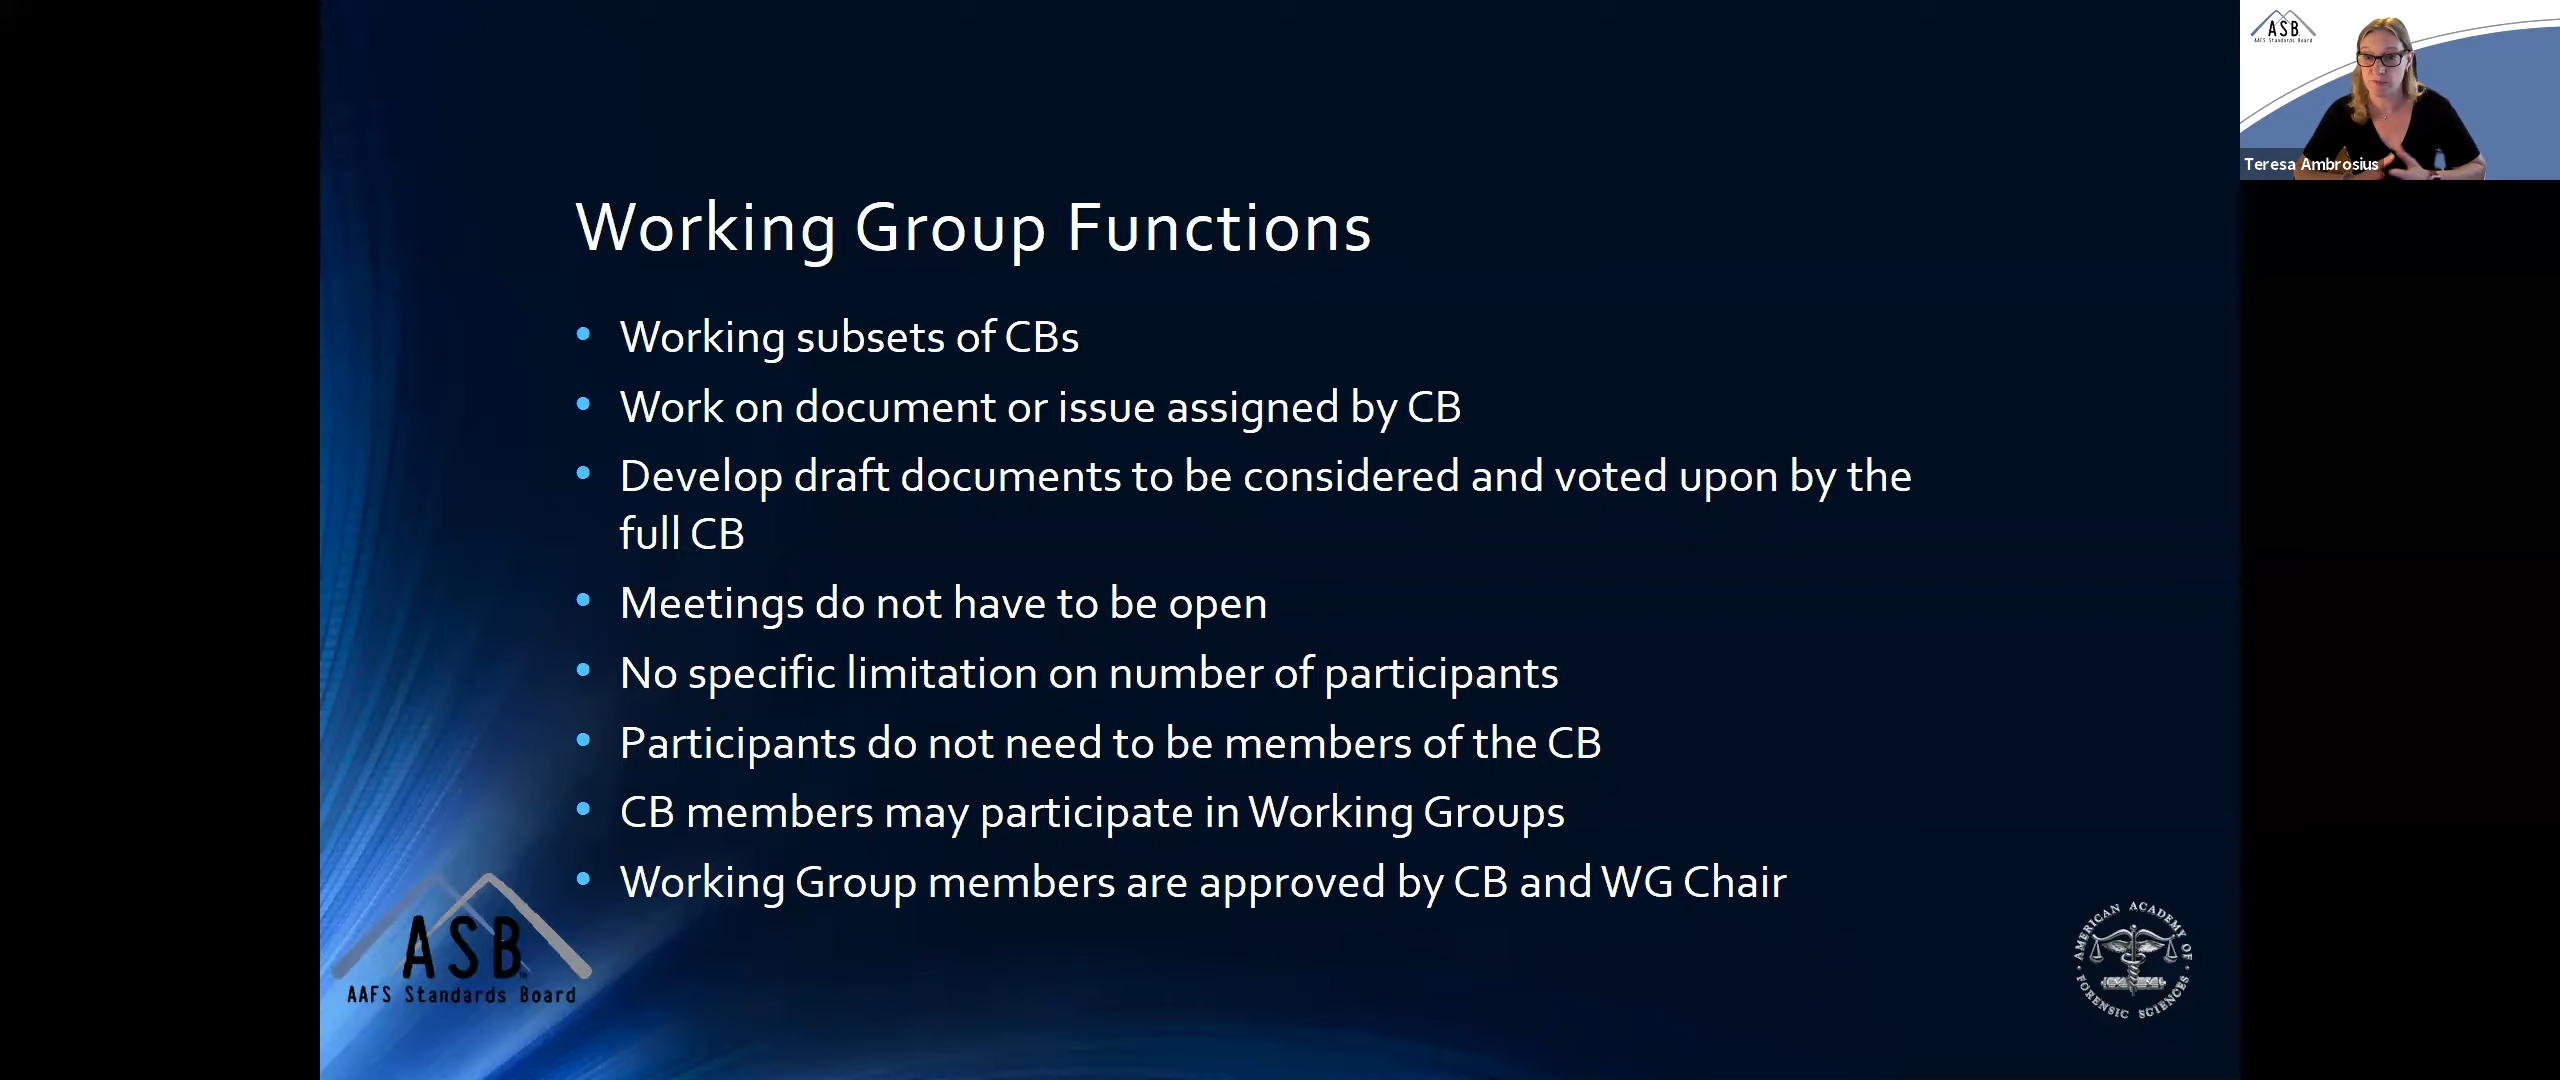 ASB
AAFS Standards Board
Teresa Ambrosius
Working Group Functions
• Working subsets of CBs
• Work on document or issue assigned by CB
• Develop draft documents to be considered and voted upon by the
full CB
• Meetings do not have to be open
• No specific limitation on number of participants
• Participants do not need to be members of the CB
• CB members may participate in Working Groups
• Working Group members are approved by CB and WG Chair
ASB
AAFS Standards Board
AMERICAN ACADEMY OF
FORENSIC SCIENCES